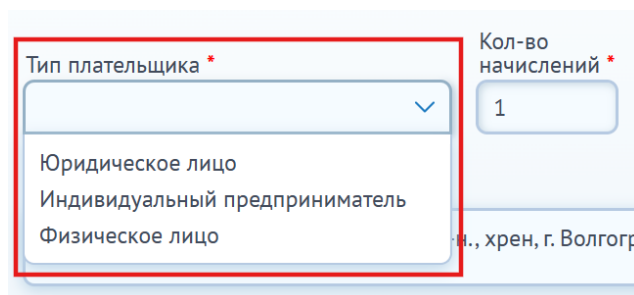 Тип плательщика *
Кол-во
начислений *
1
Юридическое лицо
Индивидуальный предприниматель
Физическое лицо
н., хрен, г. Волгогр